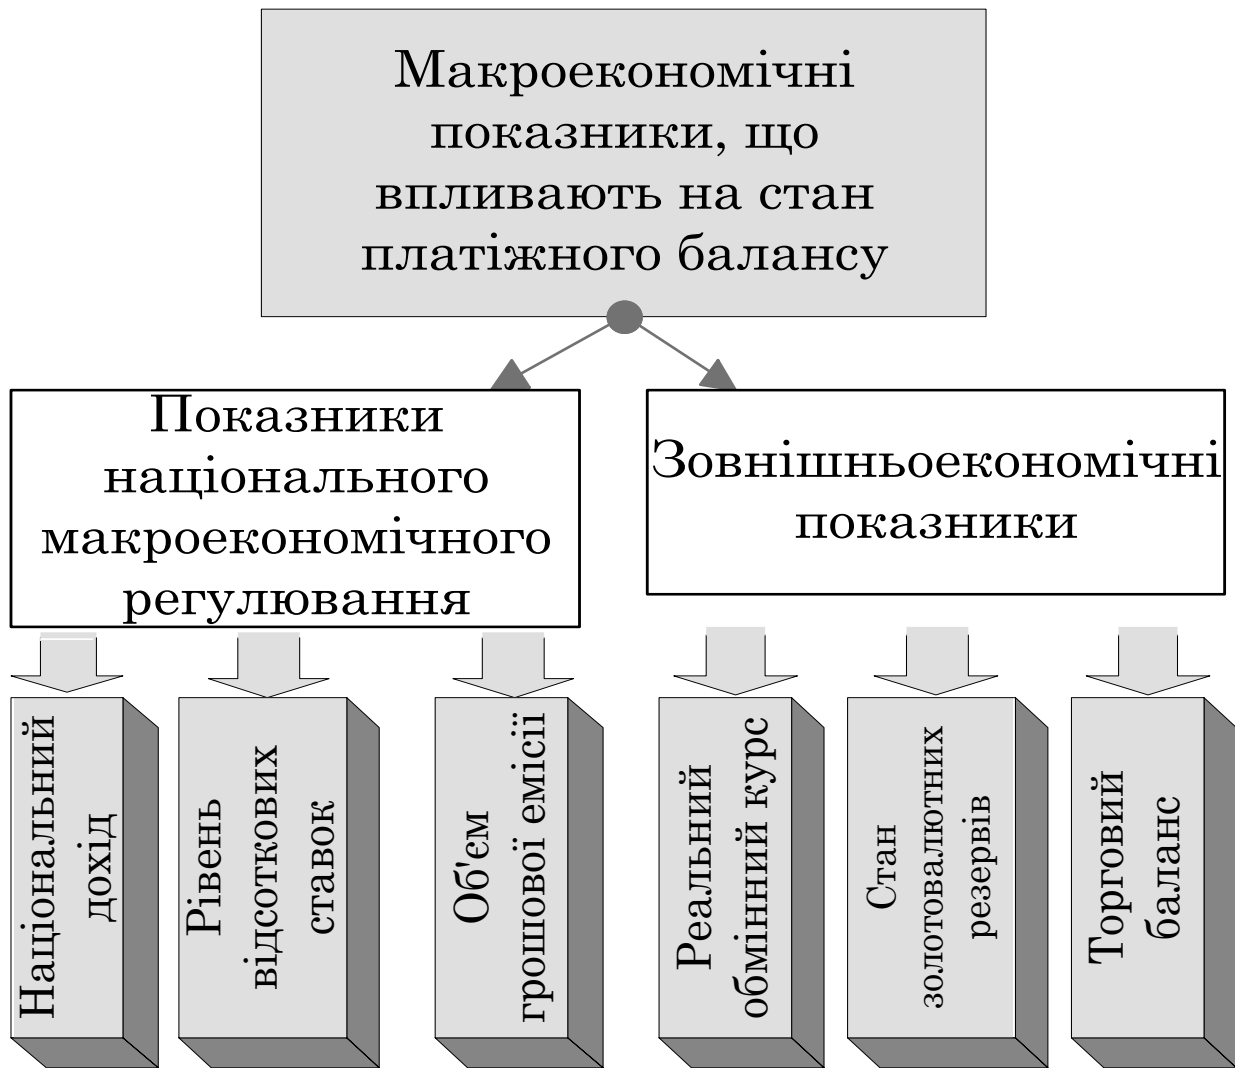 Макроекономічні
показники, що
впливають на стан
платіжного балансу
Показники
національного
макроекономічного
регулювання
Зовнішньоекономічні
показники
Національний
дохід
Рівень
відсоткових
ставок
Об'єм
грошової емісії
Реальний
обмінний курс
Стан
золотовалютних
резервів
Торговий
баланс